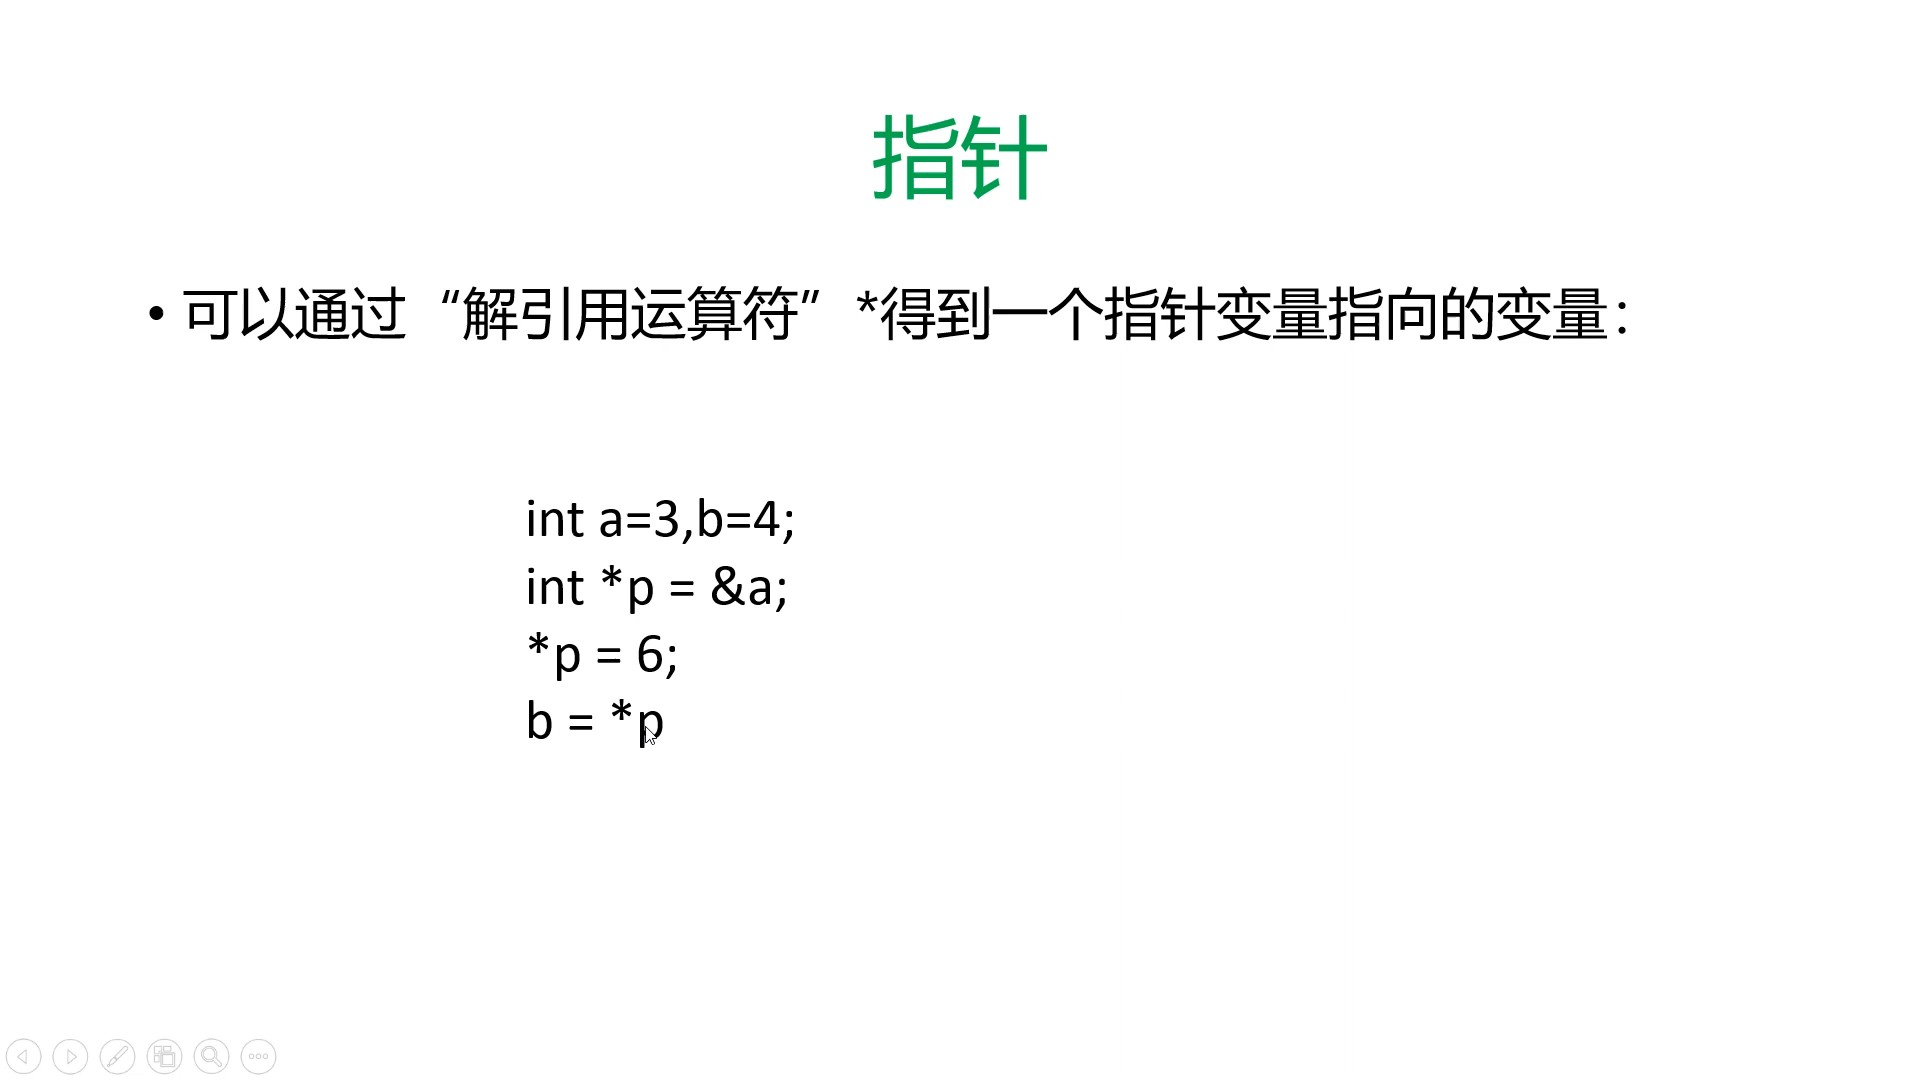 指针
• 可以通过“解引用运算符”*得到一个指针变量指向的变量：
int a=3,b=4;
int *p = &a;
*p = 6;
b = *p